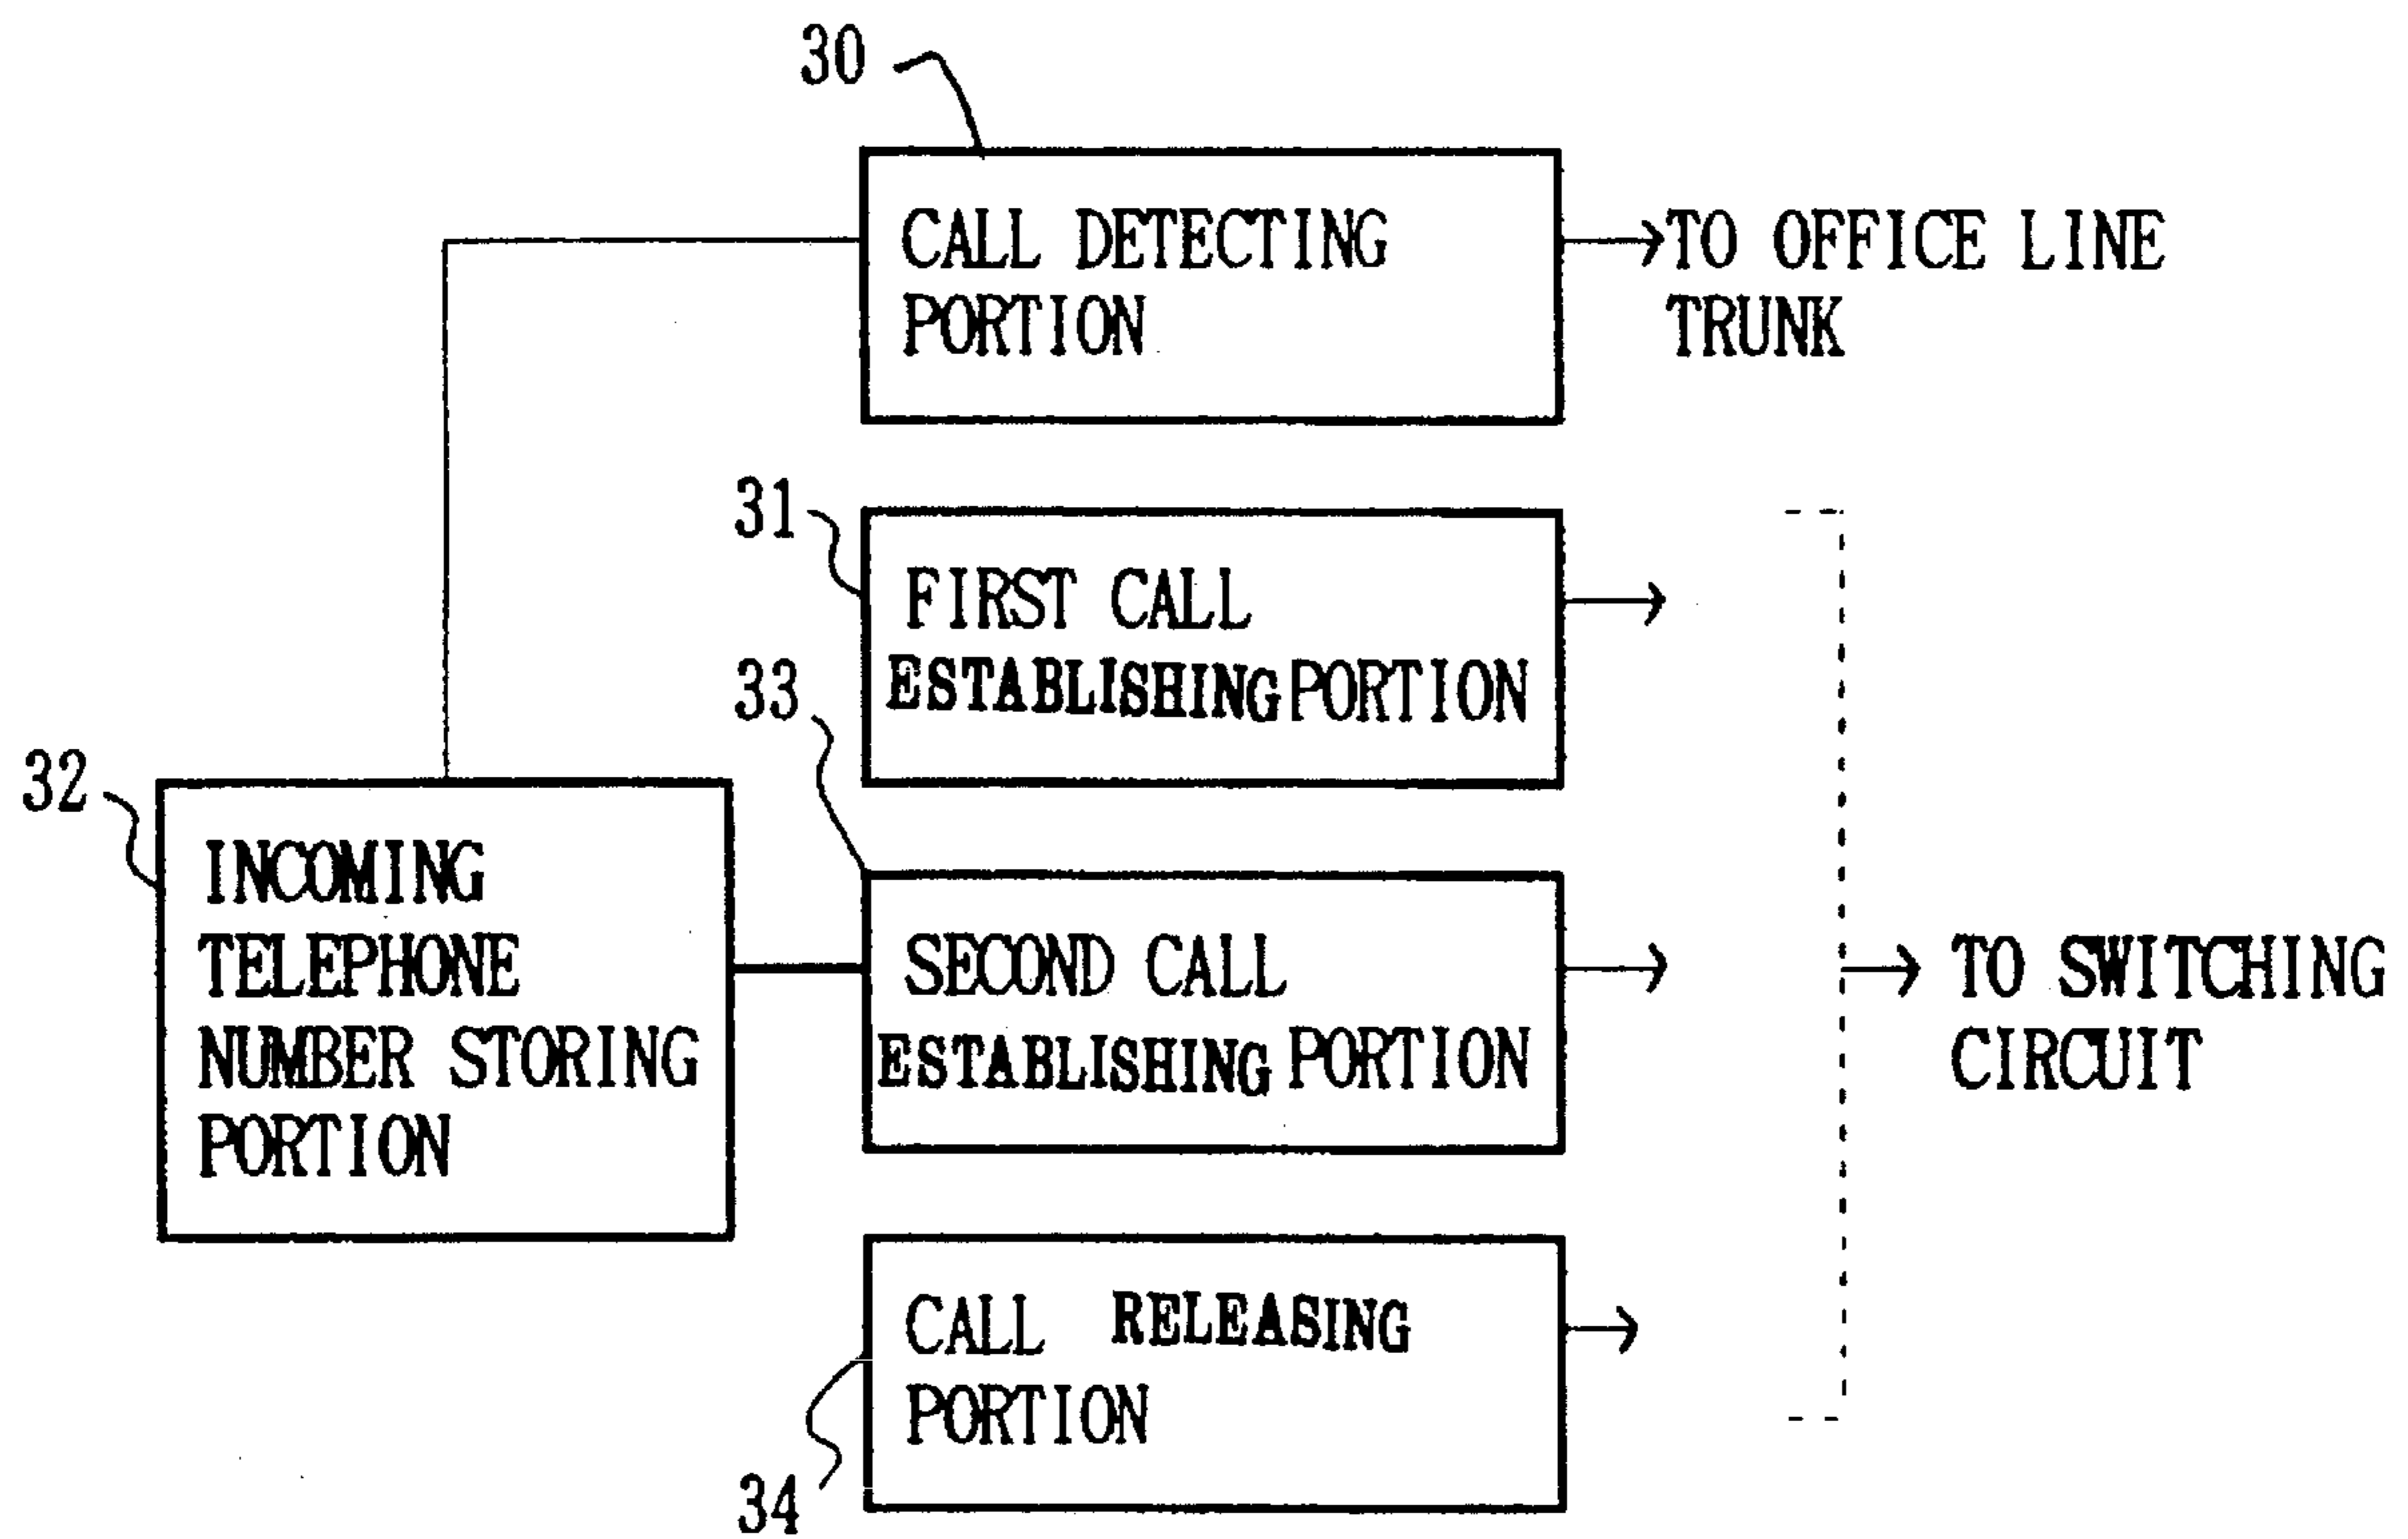 30
CALL DETECTING
PORTION
TO OFFICE LINE
TRUNK
31
FIRST CALL
ESTABLISHING PORTION
33
32
INCOMING
TELEPHONE
NUMBER STORING
PORTION
SECOND CALL
ESTABLISHING PORTION
TO SWITCHING
CIRCUIT
CALL RELEASING
PORTION
34